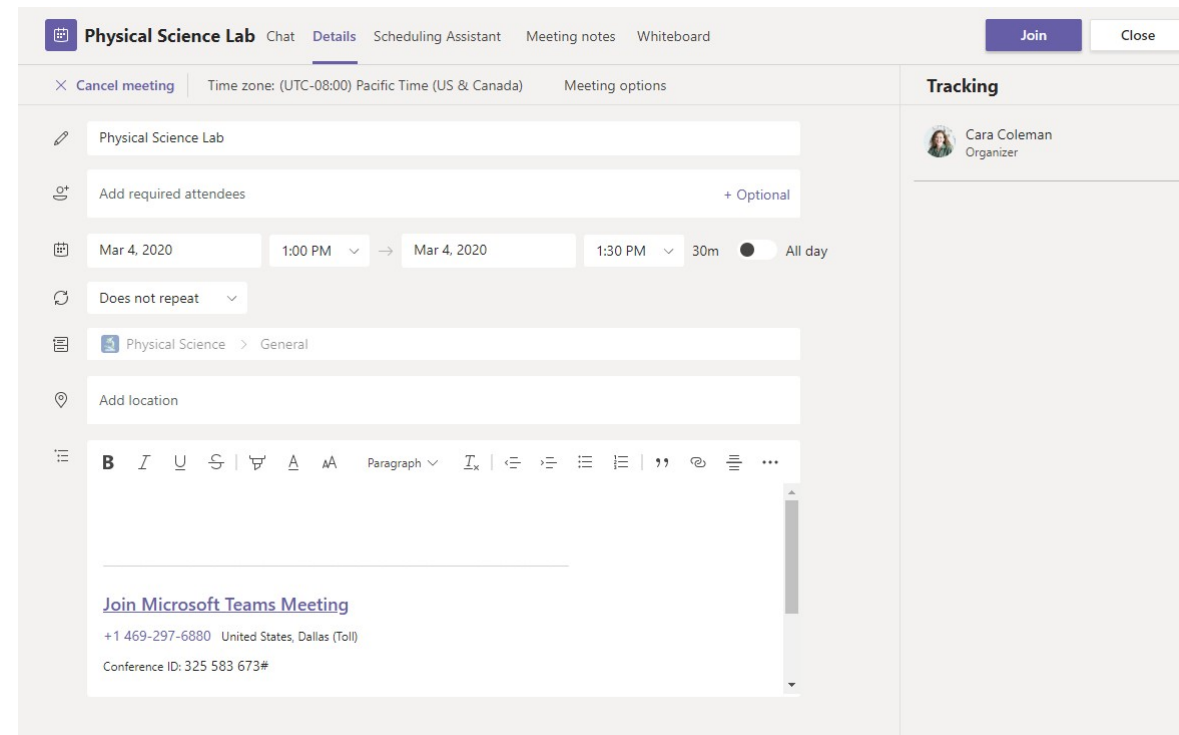 Physical Science Lab Chat Details Scheduling Assistant Meeting notes Whiteboard Join Close
Cancel meeting Time zone: (UTC-08:00) Pacific Time (US & Canada) Meeting options
Tracking
Physical Science Lab
Cara Coleman
Organizer
Add required attendees + Optional
Mar 4, 2020 1:00 PM → Mar 4, 2020 1:30 PM 30m All day
Does not repeat
Physical Science > General
Add location
B I U S A AA Paragraph Tx
Join Microsoft Teams Meeting
+1 469-297-6880 United States, Dallas (Toll)
Conference ID: 325 583 673#